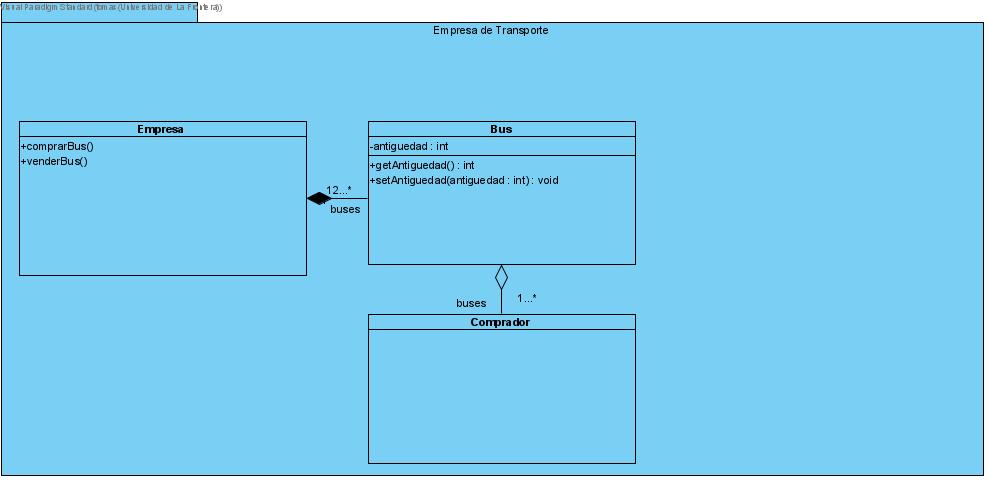 Visual Paradigm Standard(tomas(Universidad de La Frontera))
Empresa de Transporte
Empresa
+comprarBus()
+venderBus()
Bus
-antiguedad : int
+getAntiguedad() : int
+setAntiguedad(antiguedad : int) : void
12...*
buses
buses
1...*
Comprador